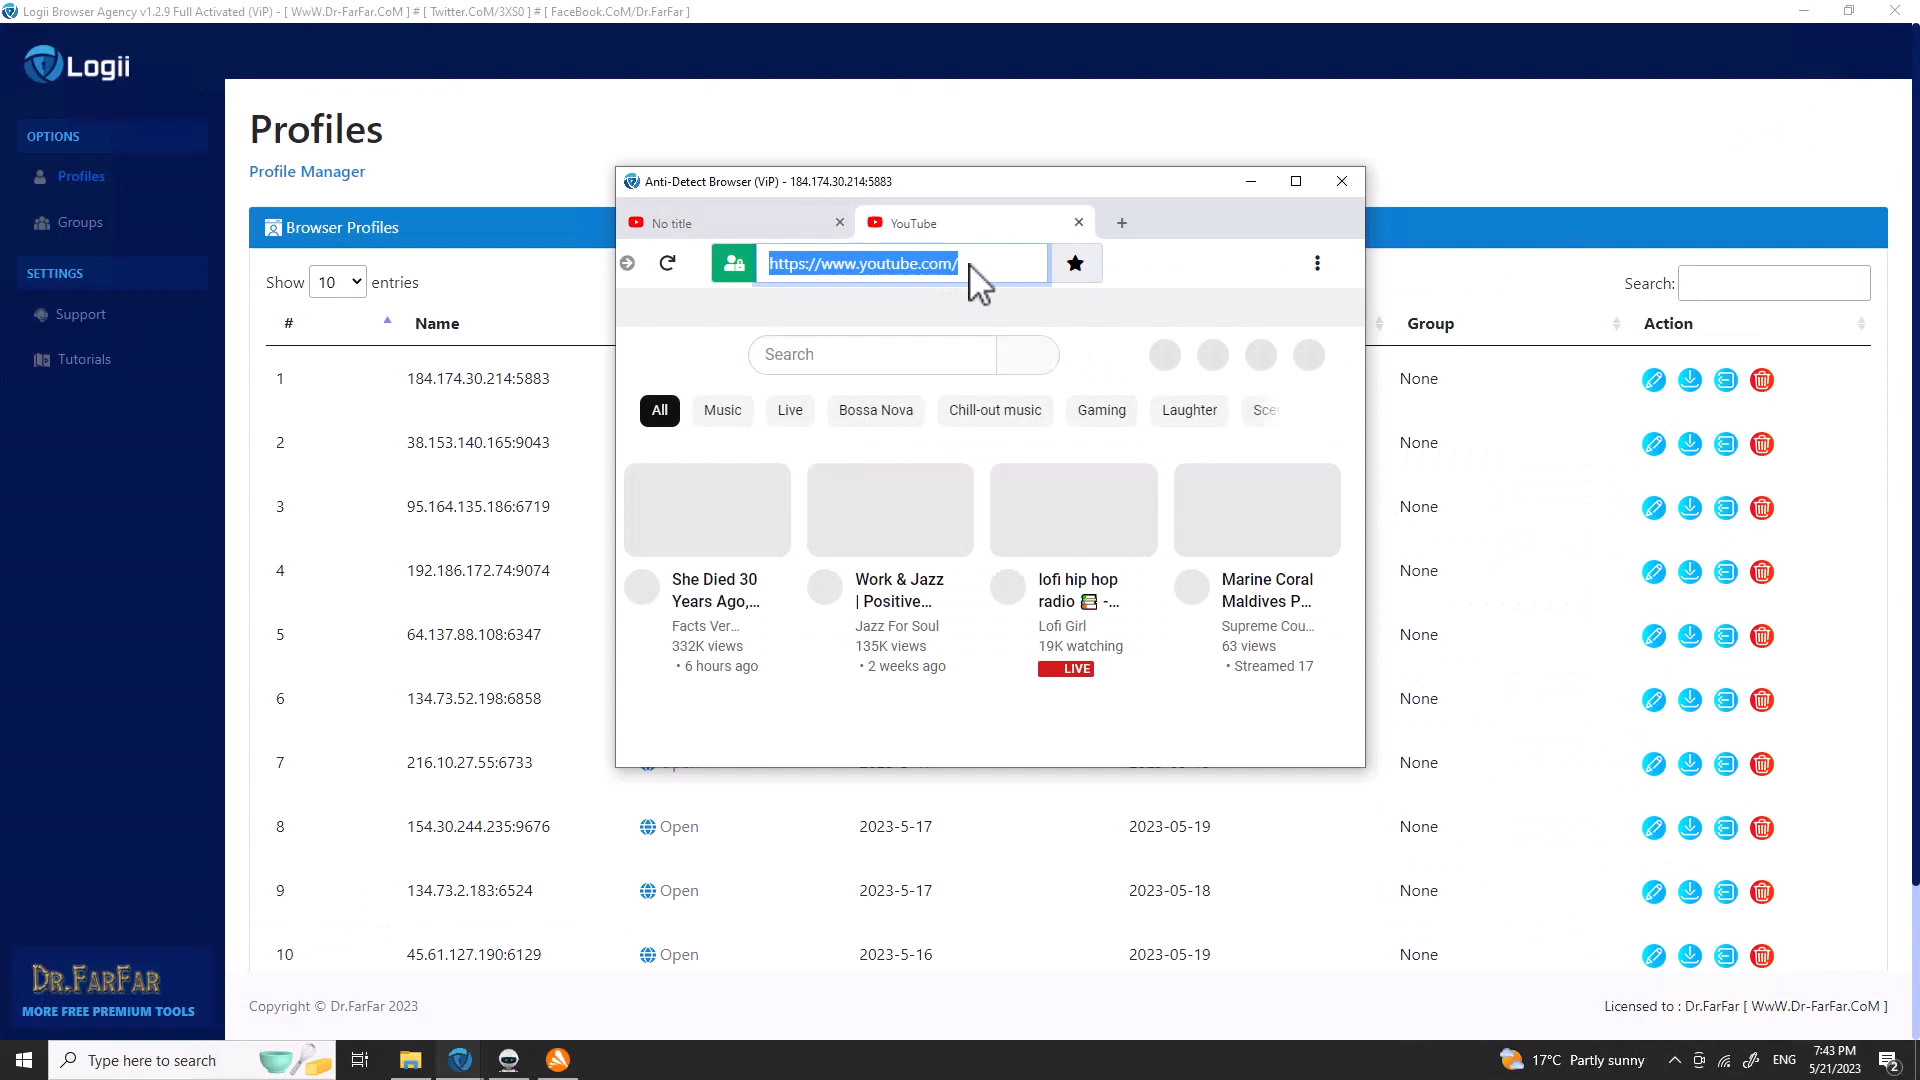 Logii Browser Agency v1.2.9 Full Activated (ViP) - [ WwW.Dr-FarFar.CoM ] # [ Twitter.CoM/3XS0 ] # [ FaceBook.CoM/Dr.FarFar ]
Logii
OPTIONS
Profiles
Groups
SETTINGS
Support
Tutorials
DR.FARFAR
MORE FREE PREMIUM TOOLS
Profiles
Profile Manager
Browser Profiles
Show 10 entries
Search:
# Name Group Action
1 184.174.30.214:5883 None
2 38.153.140.165:9043 None
3 95.164.135.186:6719 None
4 192.186.172.74:9074 None
5 64.137.88.108:6347 None
6 134.73.52.198:6858 None
7 216.10.27.55:6733 None
8 154.30.244.235:9676 Open 2023-5-17 2023-05-19 None
9 134.73.2.183:6524 Open 2023-5-17 2023-05-18 None
10 45.61.127.190:6129 Open 2023-5-16 2023-05-19 None
Copyright © Dr.FarFar 2023
Licensed to : Dr.FarFar [ WwW.Dr-FarFar.CoM ]
Anti-Detect Browser (ViP) - 184.174.30.214:5883
No title
YouTube
https://www.youtube.com/
Search
All Music Live Bossa Nova Chill-out music Gaming Laughter
She Died 30
Years Ago,...
Facts Ver...
332K views
• 6 hours ago
Work & Jazz
| Positive...
Jazz For Soul
135K views
• 2 weeks ago
lofi hip hop
radio 📚 -...
Lofi Girl
19K watching
LIVE
Marine Coral
Maldives P...
Supreme Cou...
63 views
• Streamed 17
Type here to search
17°C Partly sunny
ENG
7:43 PM
5/21/2023
2